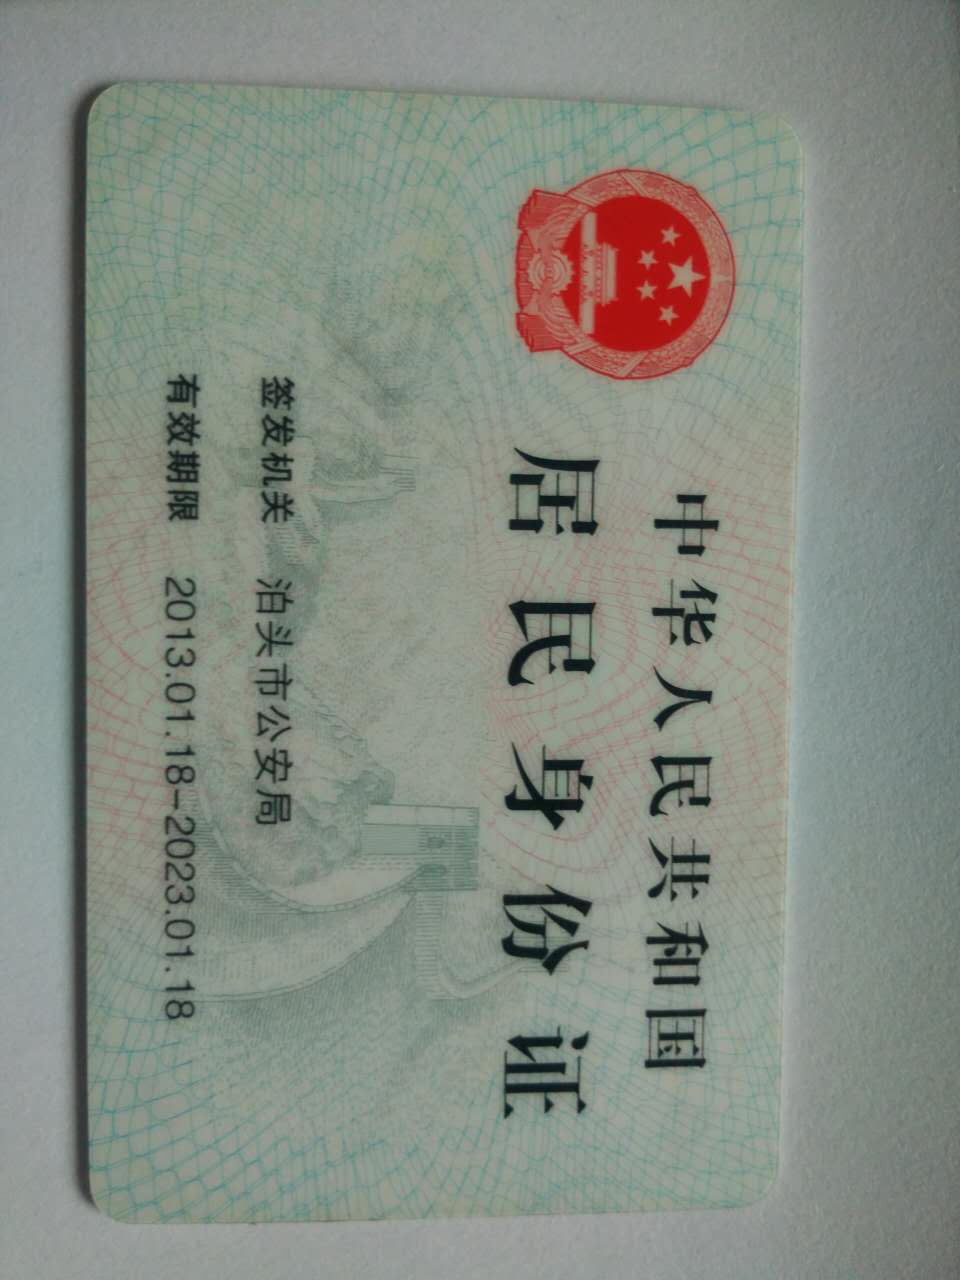 中华人民共和国
居民身份证
签发机关 泊头市公安局
有效期限 2013.01.18-2023.01.18